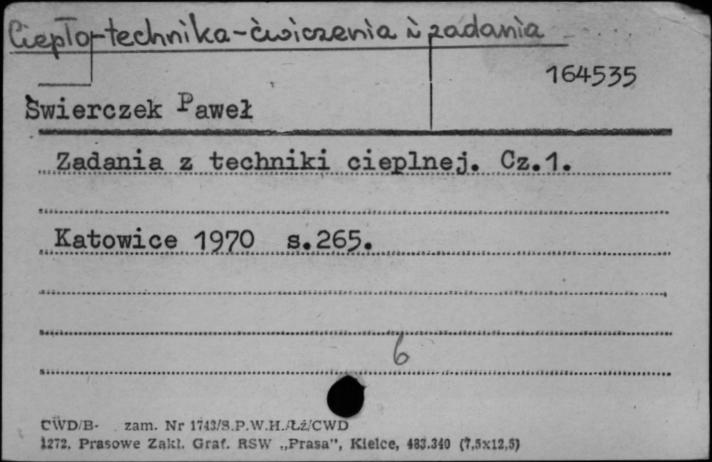 Ciepło-technika-ćwiczenia i zadania
164535
Świerczek Paweł
Zadania z techniki cieplnej. Cz.1.
Katowice 1970 s.265.
6
CWD/B- zam. Nr 1743/S.P.W.H./Łź/CWD
1272. Prasowe Zakł. Graf. RSW „Prasa”, Kielce, 483.340 (7,5x12,5)